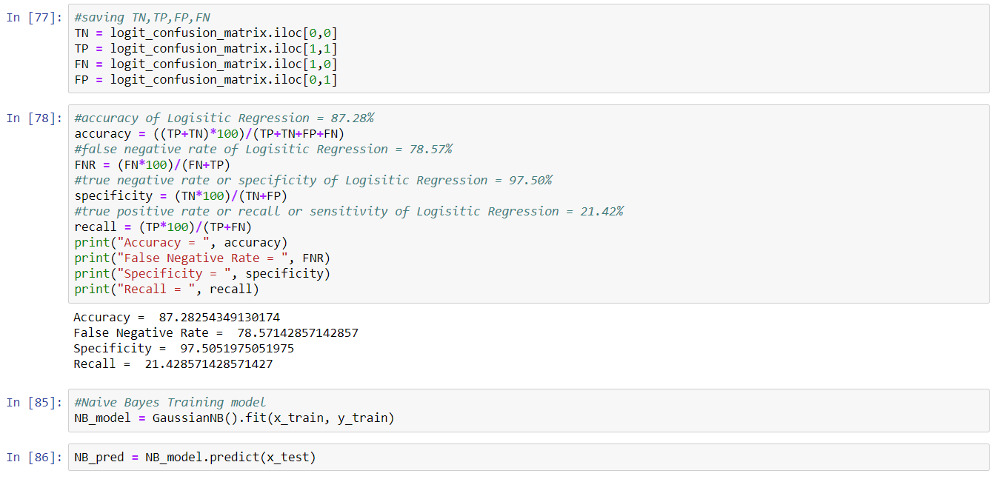 In [77]: #saving TN,TP,FP,FN
TN = logit_confusion_matrix.iloc[0,0]
TP = logit_confusion_matrix.iloc[1,1]
FN = logit_confusion_matrix.iloc[1,0]
FP = logit_confusion_matrix.iloc[0,1]
In [78]: #accuracy of Logisitic Regression = 87.28%
accuracy = ((TP+TN)*100)/(TP+TN+FP+FN)
#false negative rate of Logisitic Regression = 78.57%
FNR = (FN*100)/(FN+TP)
#true negative rate or specificity of Logisitic Regression = 97.50%
specificity = (TN*100)/(TN+FP)
#true positive rate or recall or sensitivity of Logisitic Regression = 21.42%
recall = (TP*100)/(TP+FN)
print("Accuracy = ", accuracy)
print("False Negative Rate = ", FNR)
print("Specificity = ", specificity)
print("Recall = ", recall)
Accuracy =  87.28254349130174
False Negative Rate =  78.57142857142857
Specificity =  97.5051975051975
Recall =  21.428571428571427
In [85]: #Naive Bayes Training model
NB_model = GaussianNB().fit(x_train, y_train)
In [86]: NB_pred = NB_model.predict(x_test)